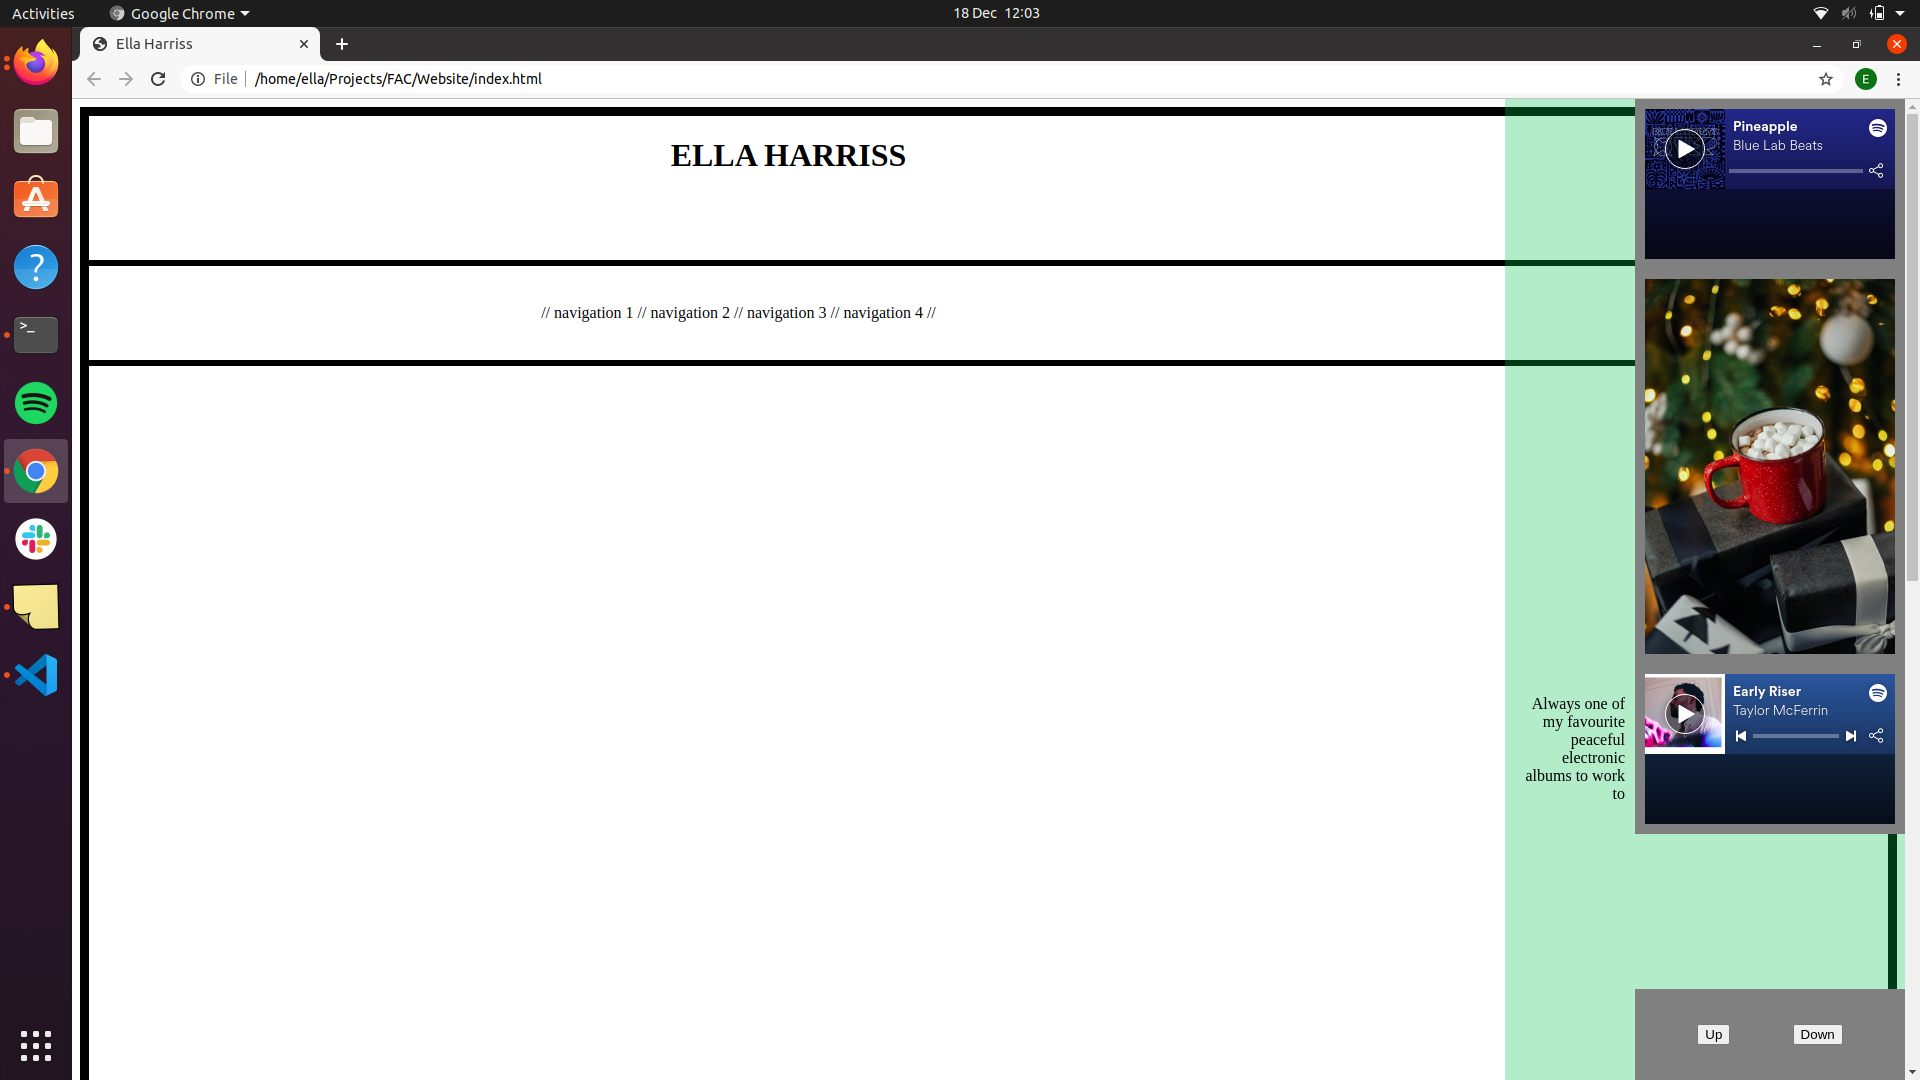 Activities
Google Chrome
18 Dec 12:03
Ella Harriss
File
/home/ella/Projects/FAC/Website/index.html
E
ELLA HARRISS
// navigation 1 // navigation 2 // navigation 3 // navigation 4 //
Pineapple
Blue Lab Beats
Early Riser
Taylor McFerrin
Always one of
my favourite
peaceful
electronic
albums to work
to
Up
Down